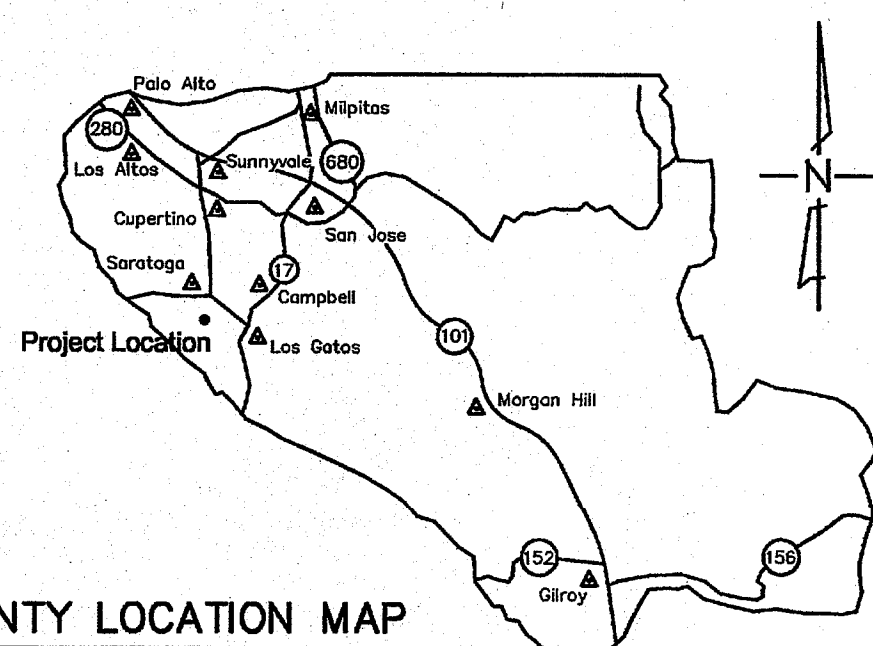 Palo Alto
Milpitas
280
Los Altos
Sunnyvale
680
N
Cupertino
San Jose
Saratoga
17
Campbell
Project Location
Los Gatos
101
Morgan Hill
152
156
Gilroy
NTY LOCATION MAP